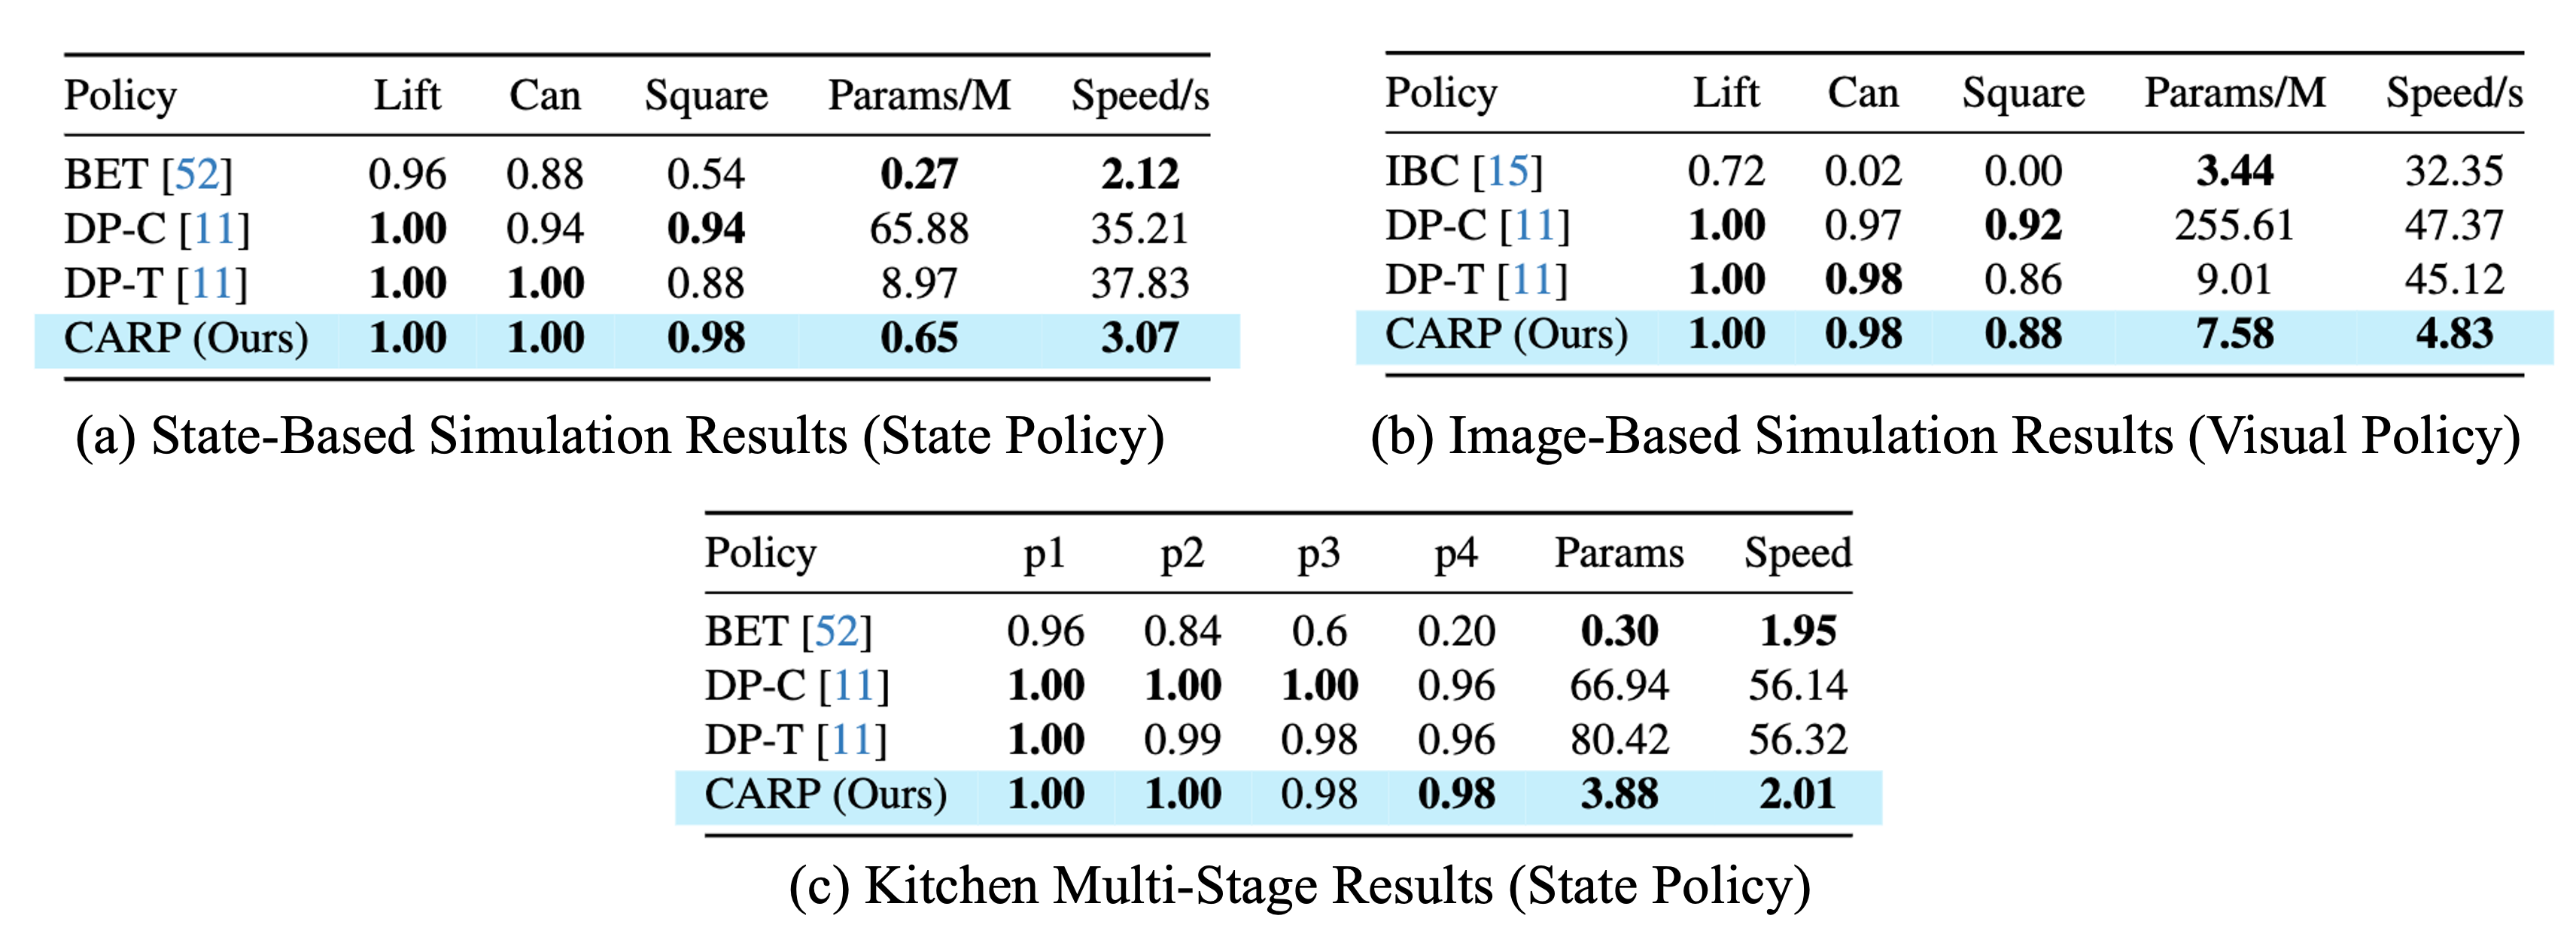 Policy Lift Can Square Params/M Speed/s
BET [52] 0.96 0.88 0.54 0.27 2.12
DP-C [11] 1.00 0.94 0.94 65.88 35.21
DP-T [11] 1.00 1.00 0.88 8.97 37.83
CARP (Ours) 1.00 1.00 0.98 0.65 3.07
(a) State-Based Simulation Results (State Policy)
Policy Lift Can Square Params/M Speed/s
IBC [15] 0.72 0.02 0.00 3.44 32.35
DP-C [11] 1.00 0.97 0.92 255.61 47.37
DP-T [11] 1.00 0.98 0.86 9.01 45.12
CARP (Ours) 1.00 0.98 0.88 7.58 4.83
(b) Image-Based Simulation Results (Visual Policy)
Policy p1 p2 p3 p4 Params Speed
BET [52] 0.96 0.84 0.6 0.20 0.30 1.95
DP-C [11] 1.00 1.00 1.00 0.96 66.94 56.14
DP-T [11] 1.00 0.99 0.98 0.96 80.42 56.32
CARP (Ours) 1.00 1.00 0.98 0.98 3.88 2.01
(c) Kitchen Multi-Stage Results (State Policy)